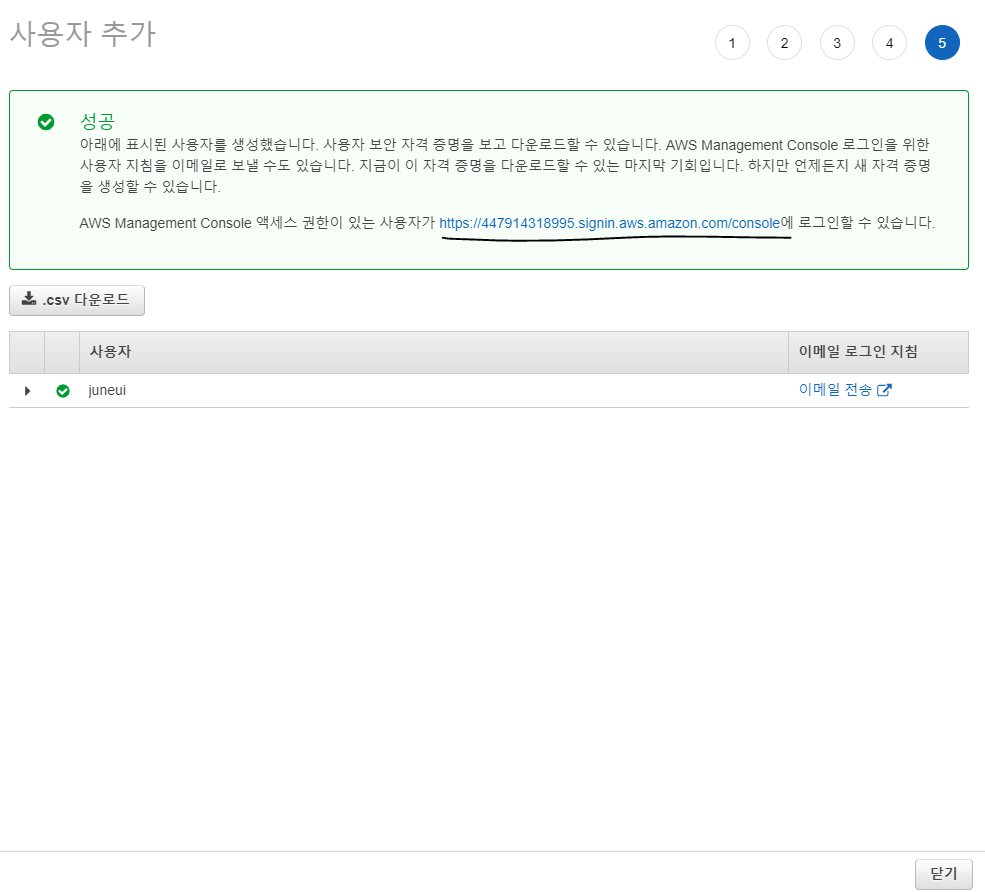 사용자 추가
1 2 3 4 5
성공
아래에 표시된 사용자를 생성했습니다. 사용자 보안 자격 증명을 보고 다운로드할 수 있습니다. AWS Management Console 로그인을 위한
사용자 지침을 이메일로 보낼 수도 있습니다. 지금이 이 자격 증명을 다운로드할 수 있는 마지막 기회입니다. 하지만 언제든지 새 자격 증명
을 생성할 수 있습니다.
AWS Management Console 액세스 권한이 있는 사용자가 https://447914318995.signin.aws.amazon.com/console에 로그인할 수 있습니다.
.csv 다운로드
사용자 이메일 로그인 지침
juneui 이메일 전송
닫기